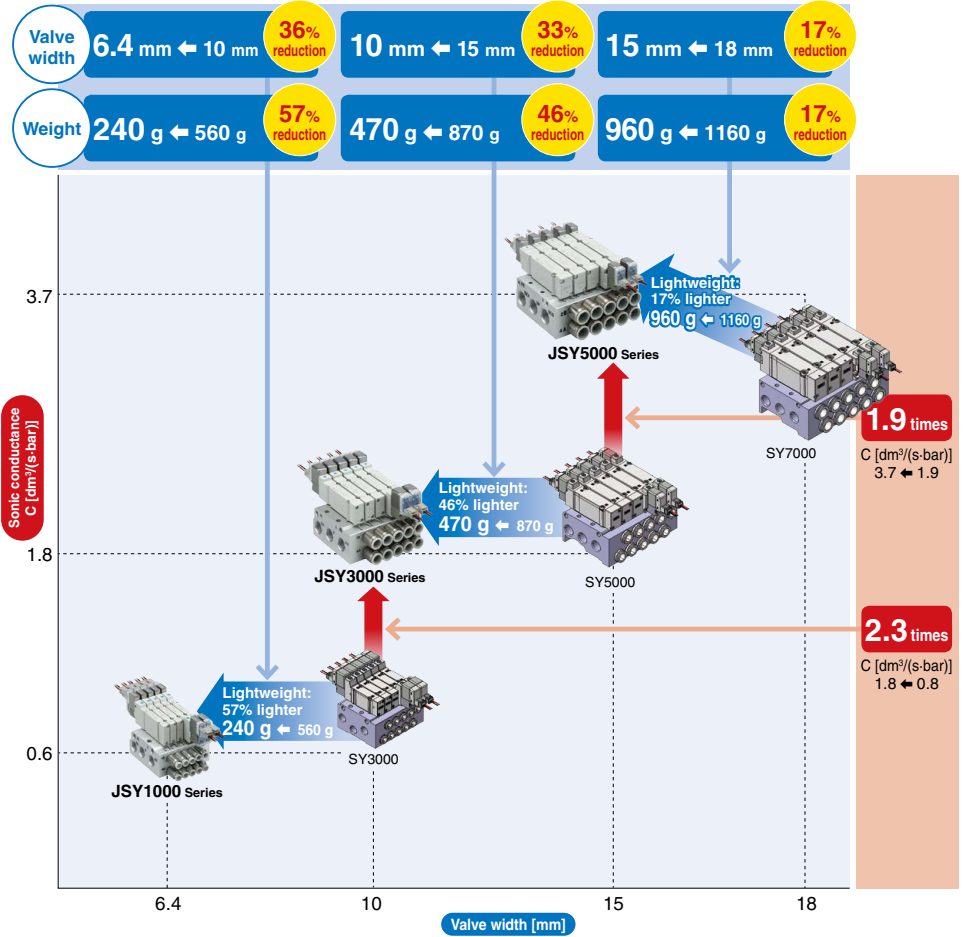 Valve
width
6.4 mm ← 10 mm
36%
reduction
10 mm ← 15 mm
33%
reduction
15 mm ← 18 mm
17%
reduction
Weight
240 g ← 560 g
57%
reduction
470 g ← 870 g
46%
reduction
960 g ← 1160 g
17%
reduction
Sonic conductance
C [dm³/(s·bar)]
3.7
1.8
0.6
Lightweight:
17% lighter
960 g ← 1160 g
JSY5000 Series
SY7000
1.9 times
C [dm³/(s·bar)]
3.7 ← 1.9
Lightweight:
46% lighter
470 g ← 870 g
JSY3000 Series
SY5000
2.3 times
C [dm³/(s·bar)]
1.8 ← 0.8
Lightweight:
57% lighter
240 g ← 560 g
SY3000
JSY1000 Series
6.4
10
15
18
Valve width [mm]